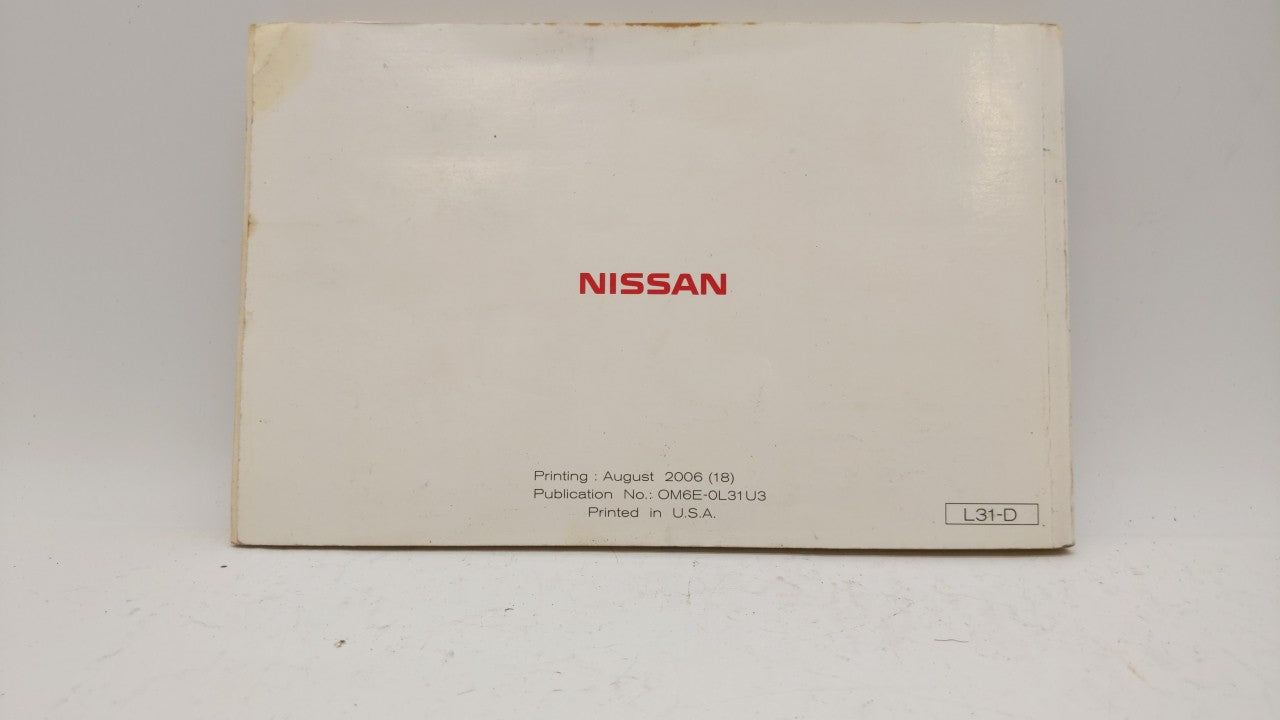 NISSAN
Printing : August 2006 (18)
Publication No.: OM6E-0L31U3
Printed in U.S.A.
L31-D